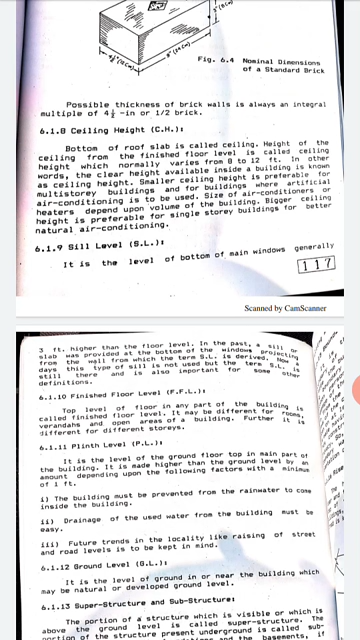 3"(8 Cm)
4½"(12 Cm)
9"(24 Cm)
Fig. 6.4 Nominal Dimensions
of a Standard Brick
Possible thickness of brick walls is always an integral
multiple of 4½ -in or 1/2 brick.
6.1.8 Ceiling Height (C.H.):
Bottom of roof slab is called ceiling. Height of the
ceiling from the finished floor level is called ceiling
height which normally varies from 8 to 12 ft. In other
words, the clear height available inside a building is known
as ceiling height. Smaller ceiling height is preferable for
multistorey buildings and for buildings where artificial
air-conditioning is to be used. Size of air-conditioners or
heaters depend upon volume of the building. Bigger ceiling
height is preferable for single storey buildings for better
natural air-conditioning.
6.1.9 Sill Level (S.L.):
It is the level of bottom of main windows generally
117
Scanned by CamScanner
3 ft. higher than the floor level. In the past, a sill or
slab was provided at the bottom of the windows projecting
from the wall from which the term S.L. is derived. Now a
days this type of sill is not used but the term S.L. is
still there and is also important for some other
definitions.
6.1.10 Finished Floor Level (F.F.L.):
Top level of floor in any part of the building is
called finished floor level. It may be different for rooms,
verandahs and open areas of a building. Further it is
different for different storeys.
6.1.11 Plinth Level (P.L.):
It is the level of the ground floor top in main part of
the building. It is made higher than the ground level by an
amount depending upon the following factors with a minimum
of 1 ft.
i) The building must be prevented from the rainwater to come
inside the building.
ii) Drainage of the used water from the building must be
easy.
iii) Future trends in the locality like raising of street
and road levels is to be kept in mind.
6.1.12 Ground Level (G.L.):
It is the level of ground in or near the building which
may be natural or developed ground level.
6.1.13 Super-Structure and Sub-Structure:
The portion of a structure which is visible or which is
above the ground level is called super-structure. The
portion of the structure present underground is called sub-
and the basements, if